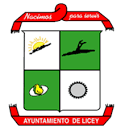 Nacimos para servir
AYUNTAMIENTO DE LICEY